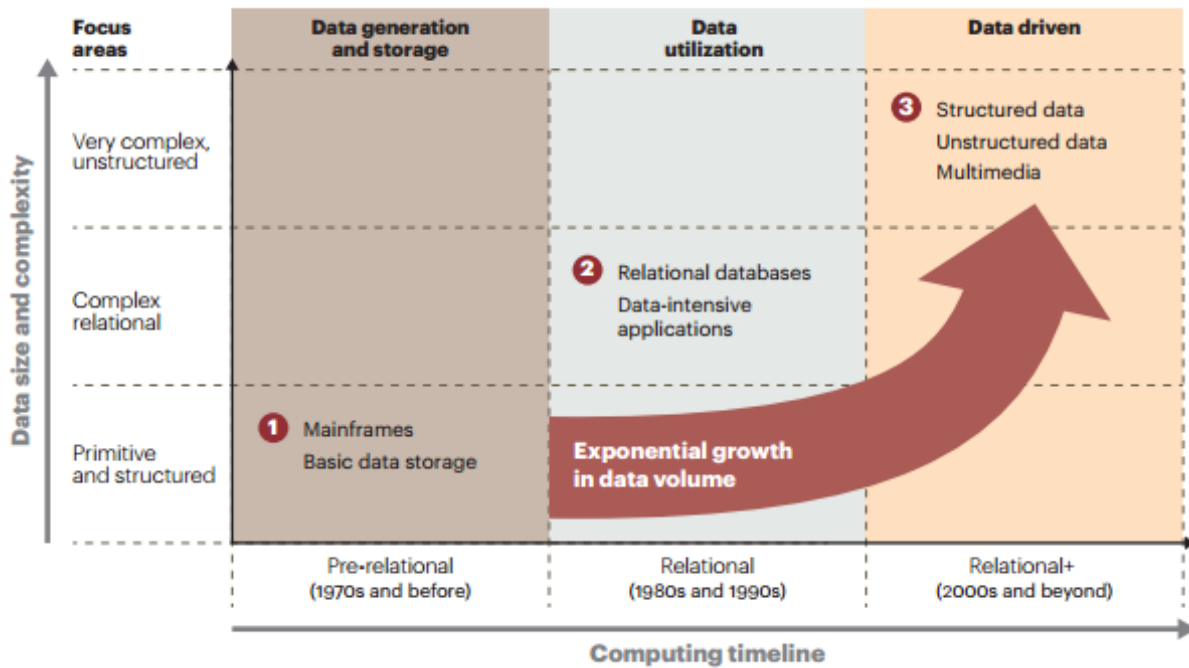 Focus
areas
Data generation
and storage
Data
utilization
Data driven
Data size and complexity
Very complex,
unstructured
3
Structured data
Unstructured data
Multimedia
Complex
relational
2
Relational databases
Data-intensive
applications
Primitive
and structured
1
Mainframes
Basic data storage
Exponential growth
in data volume
Pre-relational
(1970s and before)
Relational
(1980s and 1990s)
Relational+
(2000s and beyond)
Computing timeline